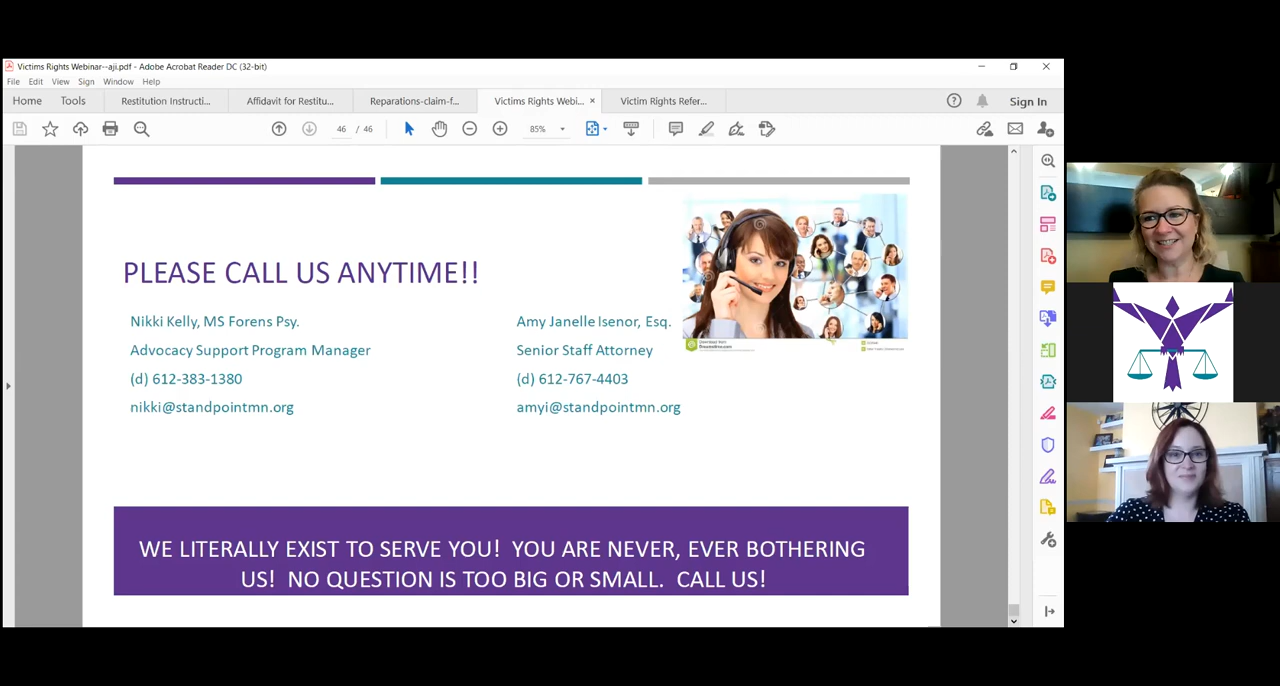 Victims Rights Webinar--aji.pdf - Adobe Acrobat Reader DC (32-bit)
File Edit View Sign Window Help
Home Tools Restitution Instructi... Affidavit for Restitu... Reparations-claim-f... Victims Rights Webi... × Victim Rights Refer... Sign In
46 / 46 85%
PLEASE CALL US ANYTIME!!
Nikki Kelly, MS Forens Psy.
Advocacy Support Program Manager
(d) 612-383-1380
nikki@standpointmn.org
Amy Janelle Isenor, Esq.
Senior Staff Attorney
(d) 612-767-4403
amyi@standpointmn.org
WE LITERALLY EXIST TO SERVE YOU! YOU ARE NEVER, EVER BOTHERING
US! NO QUESTION IS TOO BIG OR SMALL. CALL US!